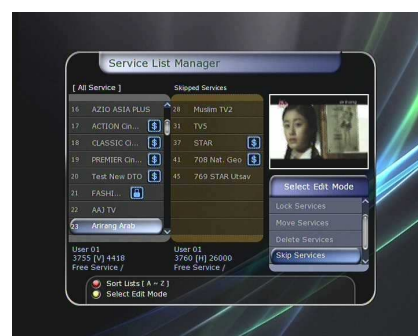 Service List Manager
[ All Service ]
16 AZIO ASIA PLUS
17 ACTION Cin... $
18 CLASSIC Ci... $
19 PREMIER Cin... $
20 Test New DTO $
21 FASHI...
22 AAJ TV
23 Arirang Arab
User 01
3755 [V] 4418
Free Service /
Skipped Services
28 Muslim TV2
31 TV5
37 STAR $
41 708 Nat. Geo $
45 769 STAR Utsav
User 01
3760 [H] 26000
Free Service /
Select Edit Mode
Lock Services
Move Services
Delete Services
Skip Services
Sort Lists [ A ~ Z ]
Select Edit Mode